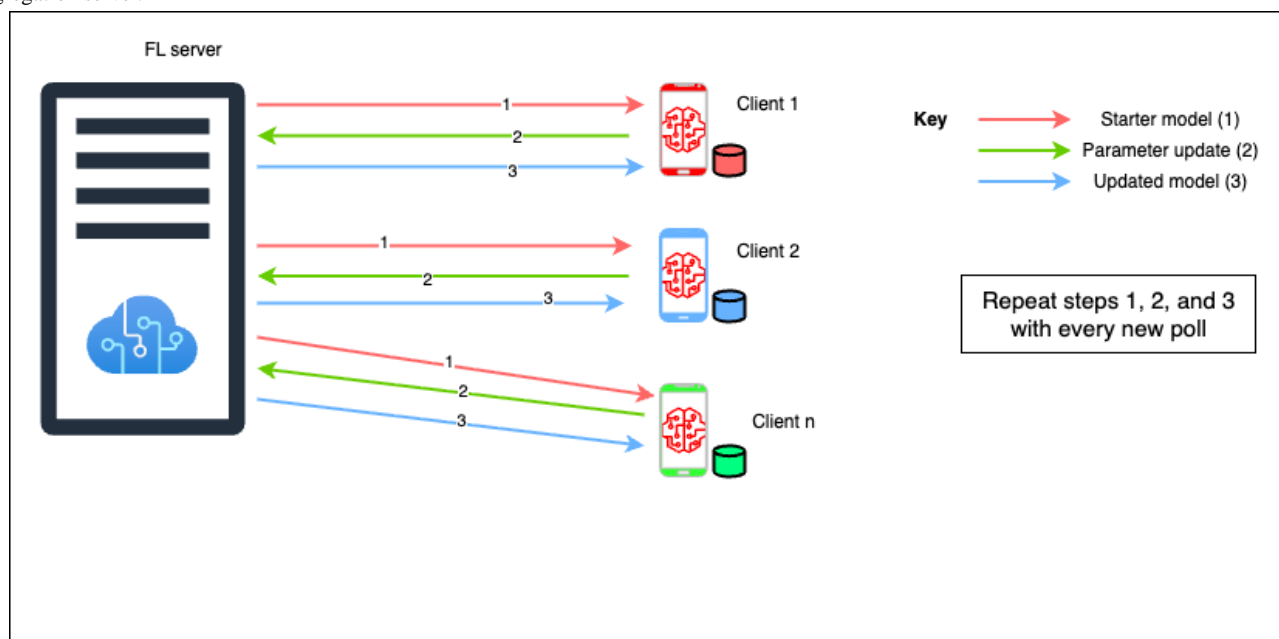 FL server
1
2
3
Client 1
Key
Starter model (1)
Parameter update (2)
Updated model (3)
1
2
3
Client 2
Repeat steps 1, 2, and 3
with every new poll
1
2
3
Client n